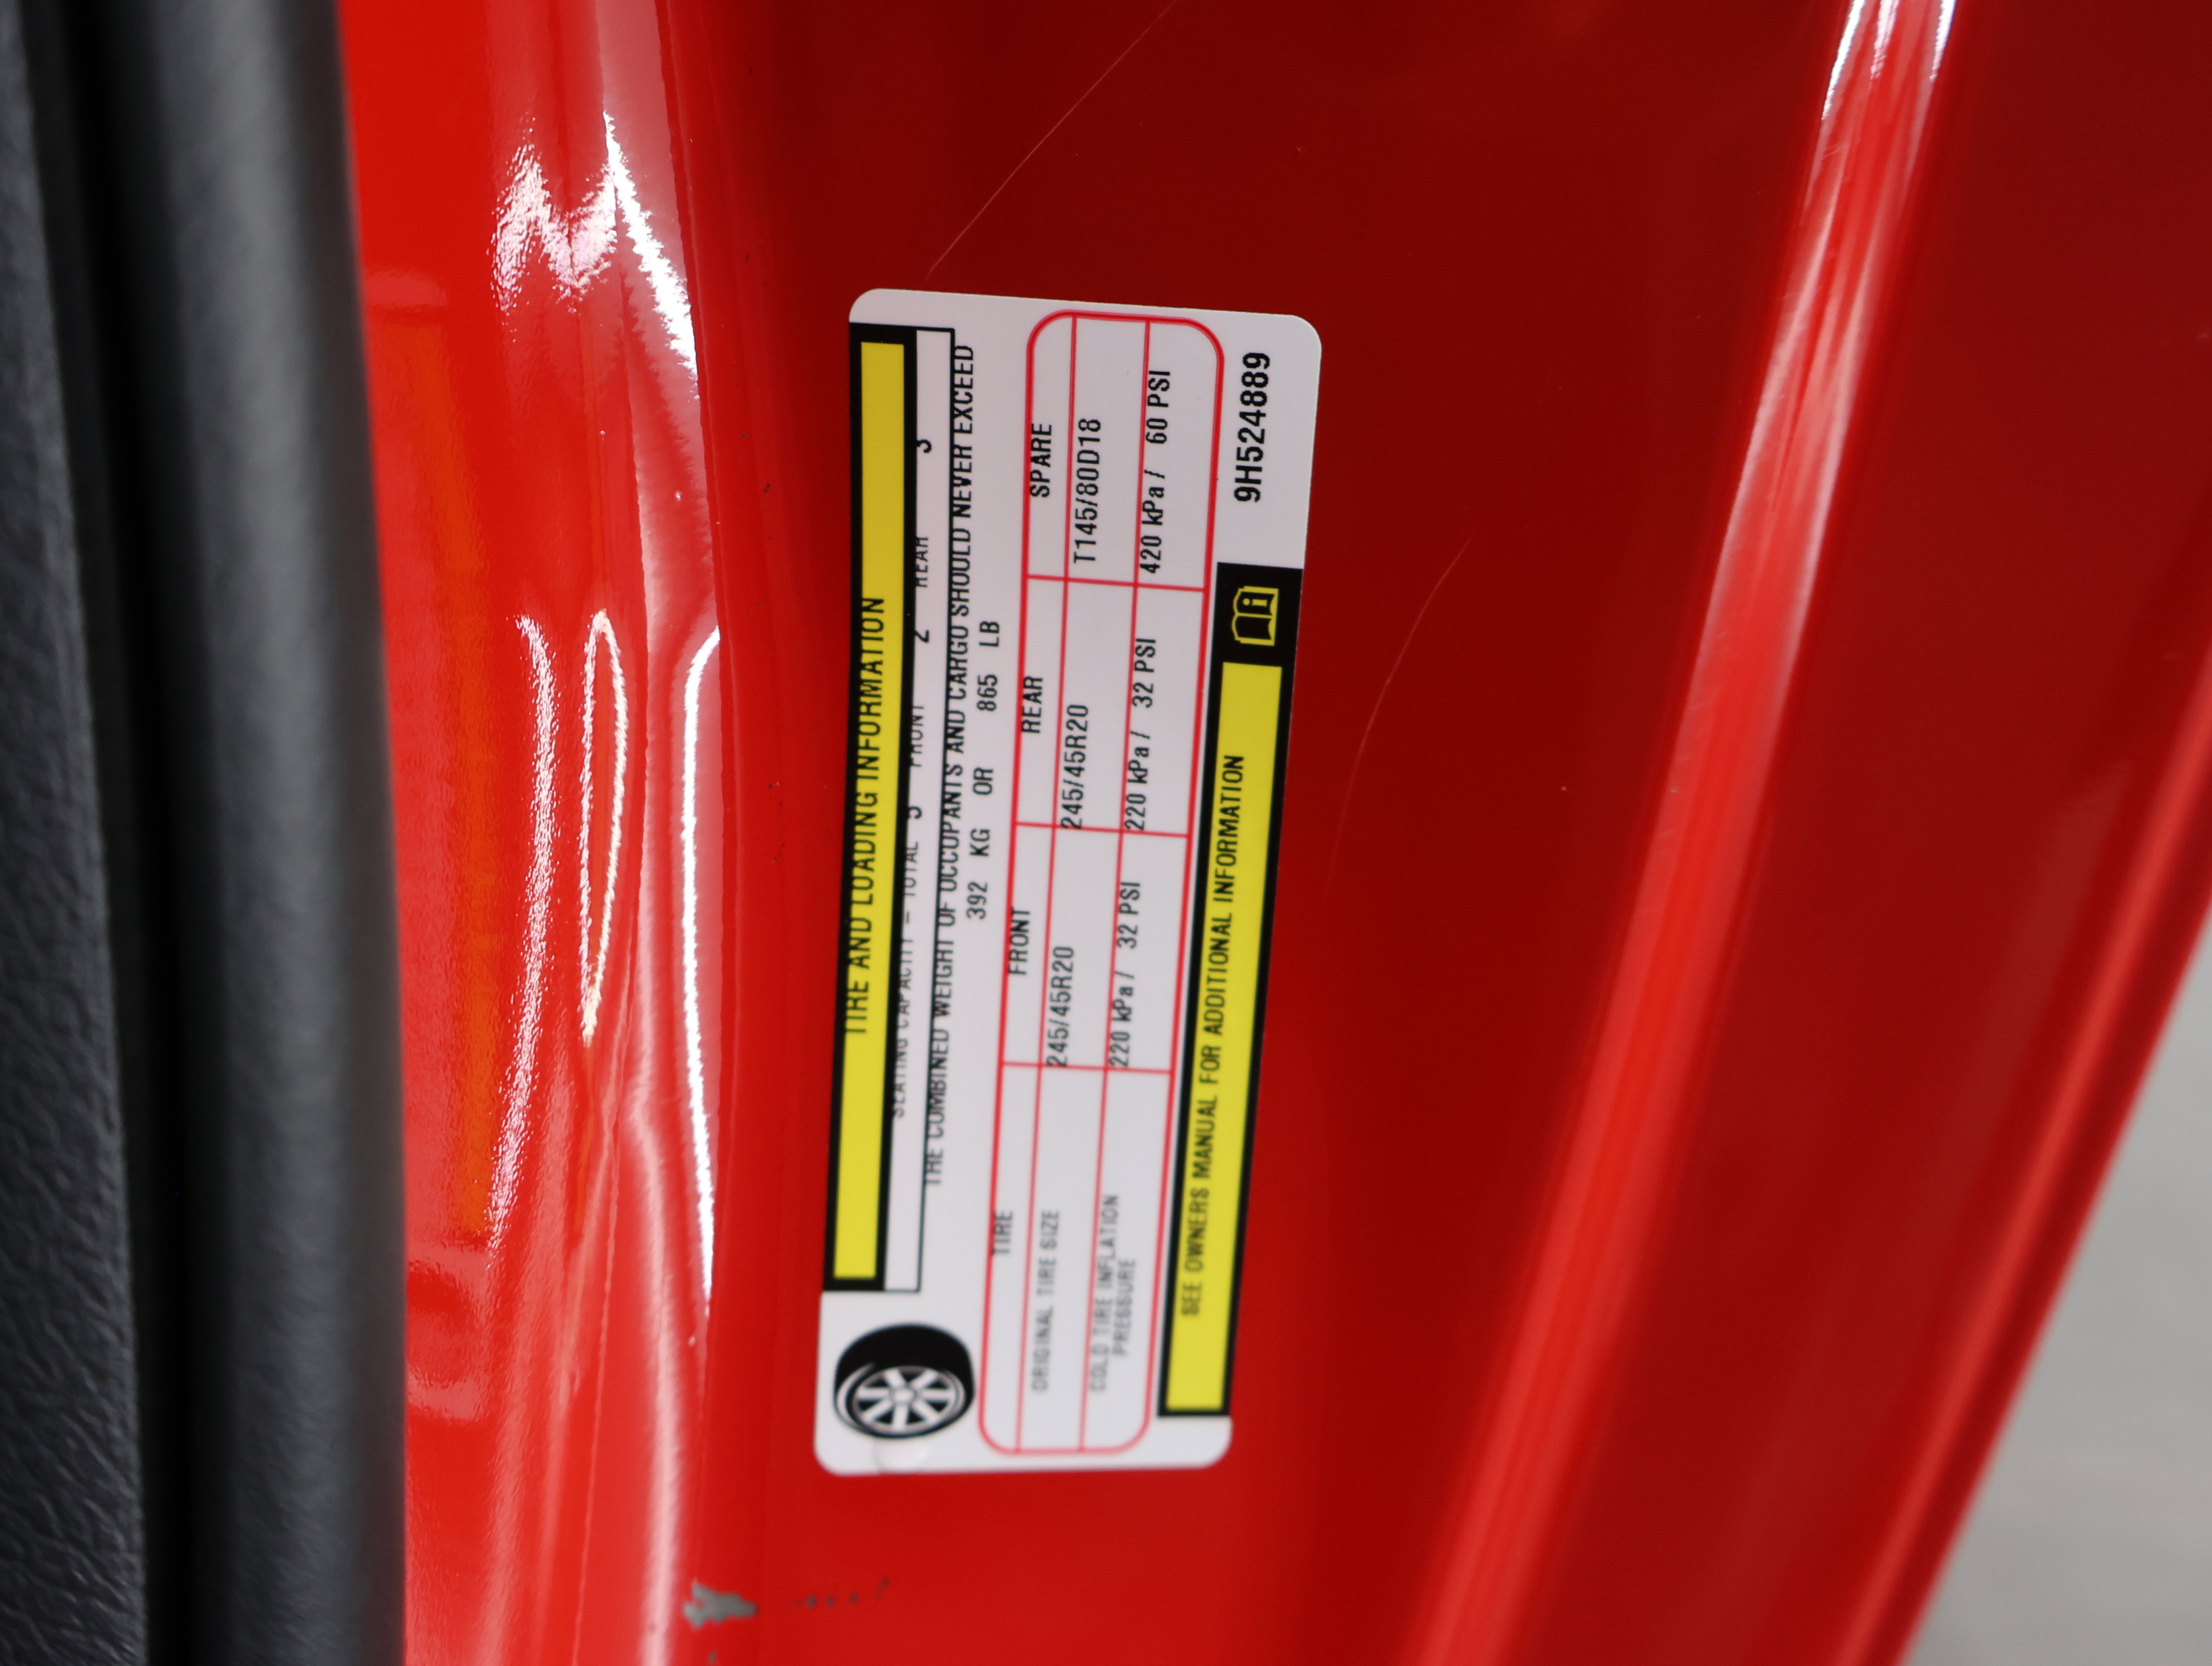 TIRE AND LOADING INFORMATION
SEATING CAPACITY – TOTAL 5 FRONT 2 REAR 3
THE COMBINED WEIGHT OF OCCUPANTS AND CARGO SHOULD NEVER EXCEED
392 KG OR 865 LB
TIRE FRONT REAR SPARE
ORIGINAL TIRE SIZE 245/45R20 245/45R20 T145/80D18
COLD TIRE INFLATION PRESSURE 220 kPa/ 32 PSI 220 kPa/ 32 PSI 420 kPa/ 60 PSI
SEE OWNERS MANUAL FOR ADDITIONAL INFORMATION
9H524889